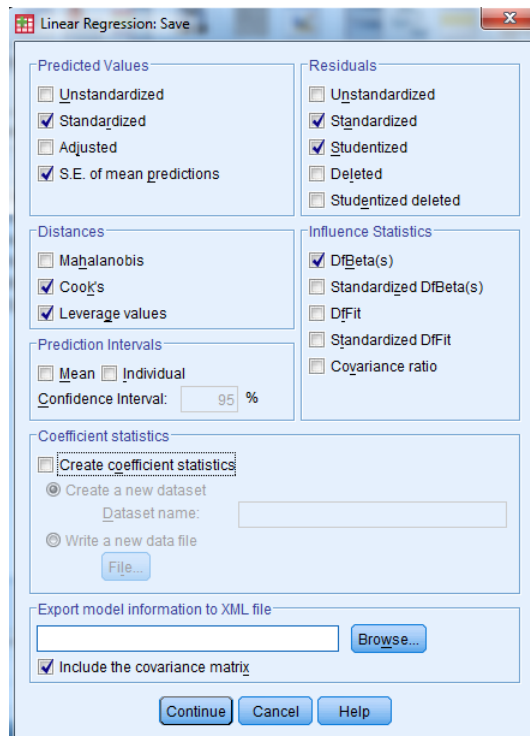 Linear Regression: Save
Predicted Values
Unstandardized
Standardized
Adjusted
S.E. of mean predictions
Residuals
Unstandardized
Standardized
Studentized
Deleted
Studentized deleted
Distances
Mahalanobis
Cook's
Leverage values
Influence Statistics
DfBeta(s)
Standardized DfBeta(s)
DfFit
Standardized DfFit
Covariance ratio
Prediction Intervals
Mean Individual
Confidence Interval: 95 %
Coefficient statistics
Create coefficient statistics
Create a new dataset
Dataset name:
Write a new data file
File...
Export model information to XML file
Browse...
Include the covariance matrix
Continue Cancel Help